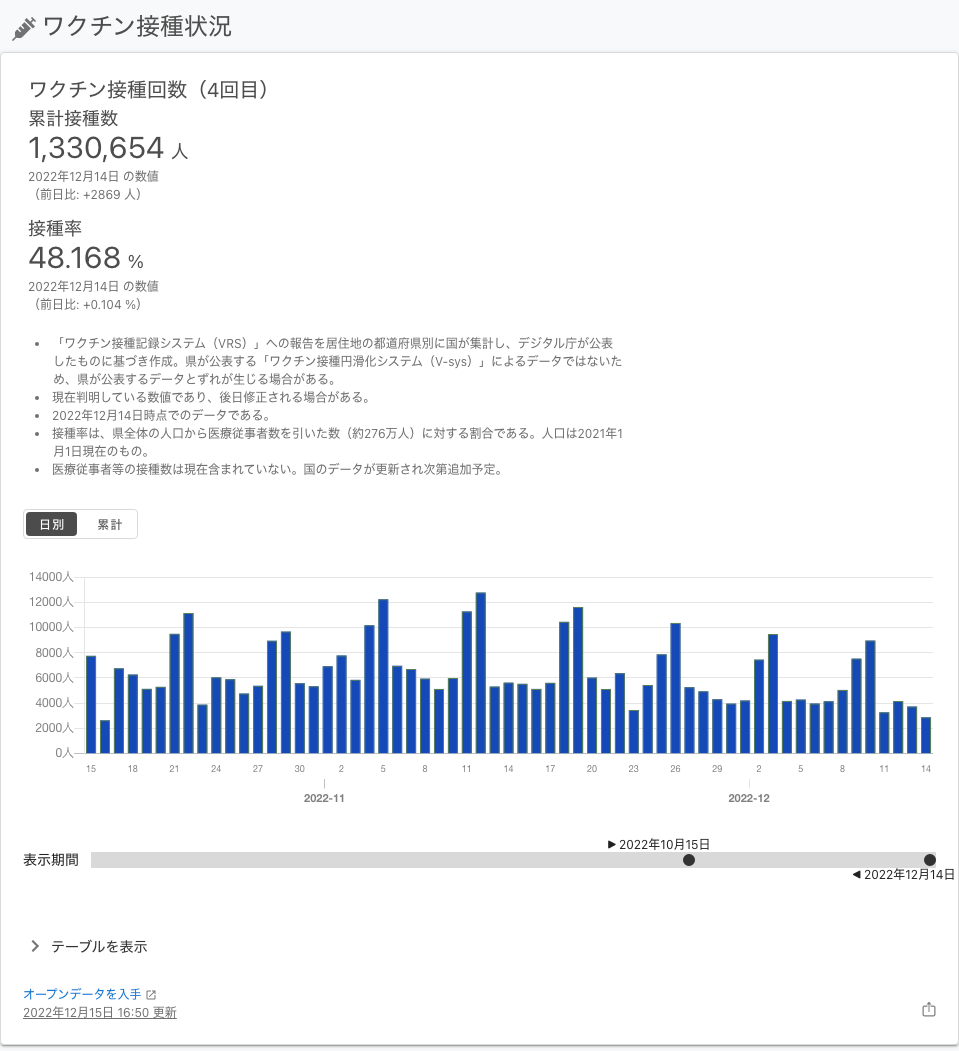 ワクチン接種状況
ワクチン接種回数（4回目）
累計接種数
1,330,654 人
2022年12月14日 の数値
（前日比: +2869 人）
接種率
48.168 %
2022年12月14日 の数値
（前日比: +0.104 %）
• 「ワクチン接種記録システム（VRS）」への報告を居住地の都道府県別に国が集計し、デジタル庁が公表
したものに基づき作成。県が公表する「ワクチン接種円滑化システム（V-sys）」によるデータではないた
め、県が公表するデータとずれが生じる場合がある。
• 現在判明している数値であり、後日修正される場合がある。
• 2022年12月14日時点でのデータである。
• 接種率は、県全体の人口から医療従事者数を引いた数（約276万人）に対する割合である。人口は2021年1
月1日現在のもの。
• 医療従事者等の接種数は現在含まれていない。国のデータが更新され次第追加予定。
日別 累計
14000人
12000人
10000人
8000人
6000人
4000人
2000人
0人
15 18 21 24 27 30 2 5 8 11 14 17 20 23 26 29 2 5 8 11 14
2022-11 2022-12
▶ 2022年10月15日
表示期間
◀ 2022年12月14日
テーブルを表示
オープンデータを入手
2022年12月15日 16:50 更新